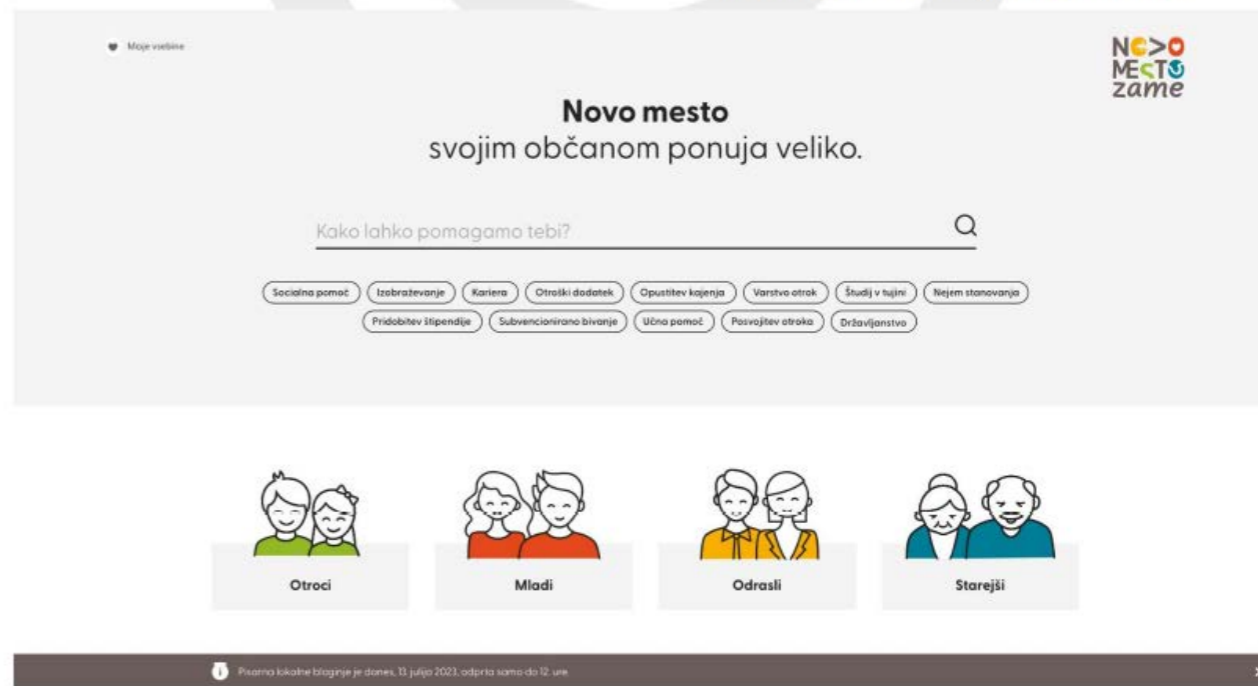 Moje vsebine
NOVO
MESTO
zame
Novo mesto
svojim občanom ponuja veliko.
Kako lahko pomagamo tebi?
Socialna pomoč Izobraževanje Kariera Otroški dodatek Opustitev kajenja Varstvo otrok Študij v tujini Najem stanovanja
Pridobitev štipendije Subvencionirano bivanje Učna pomoč Posvojitev otroka Državljanstvo
Otroci Mladi Odrasli Starejši
i Pisarna lokalne blaginje je danes, 13. julija 2023, odprta samo do 12. ure.